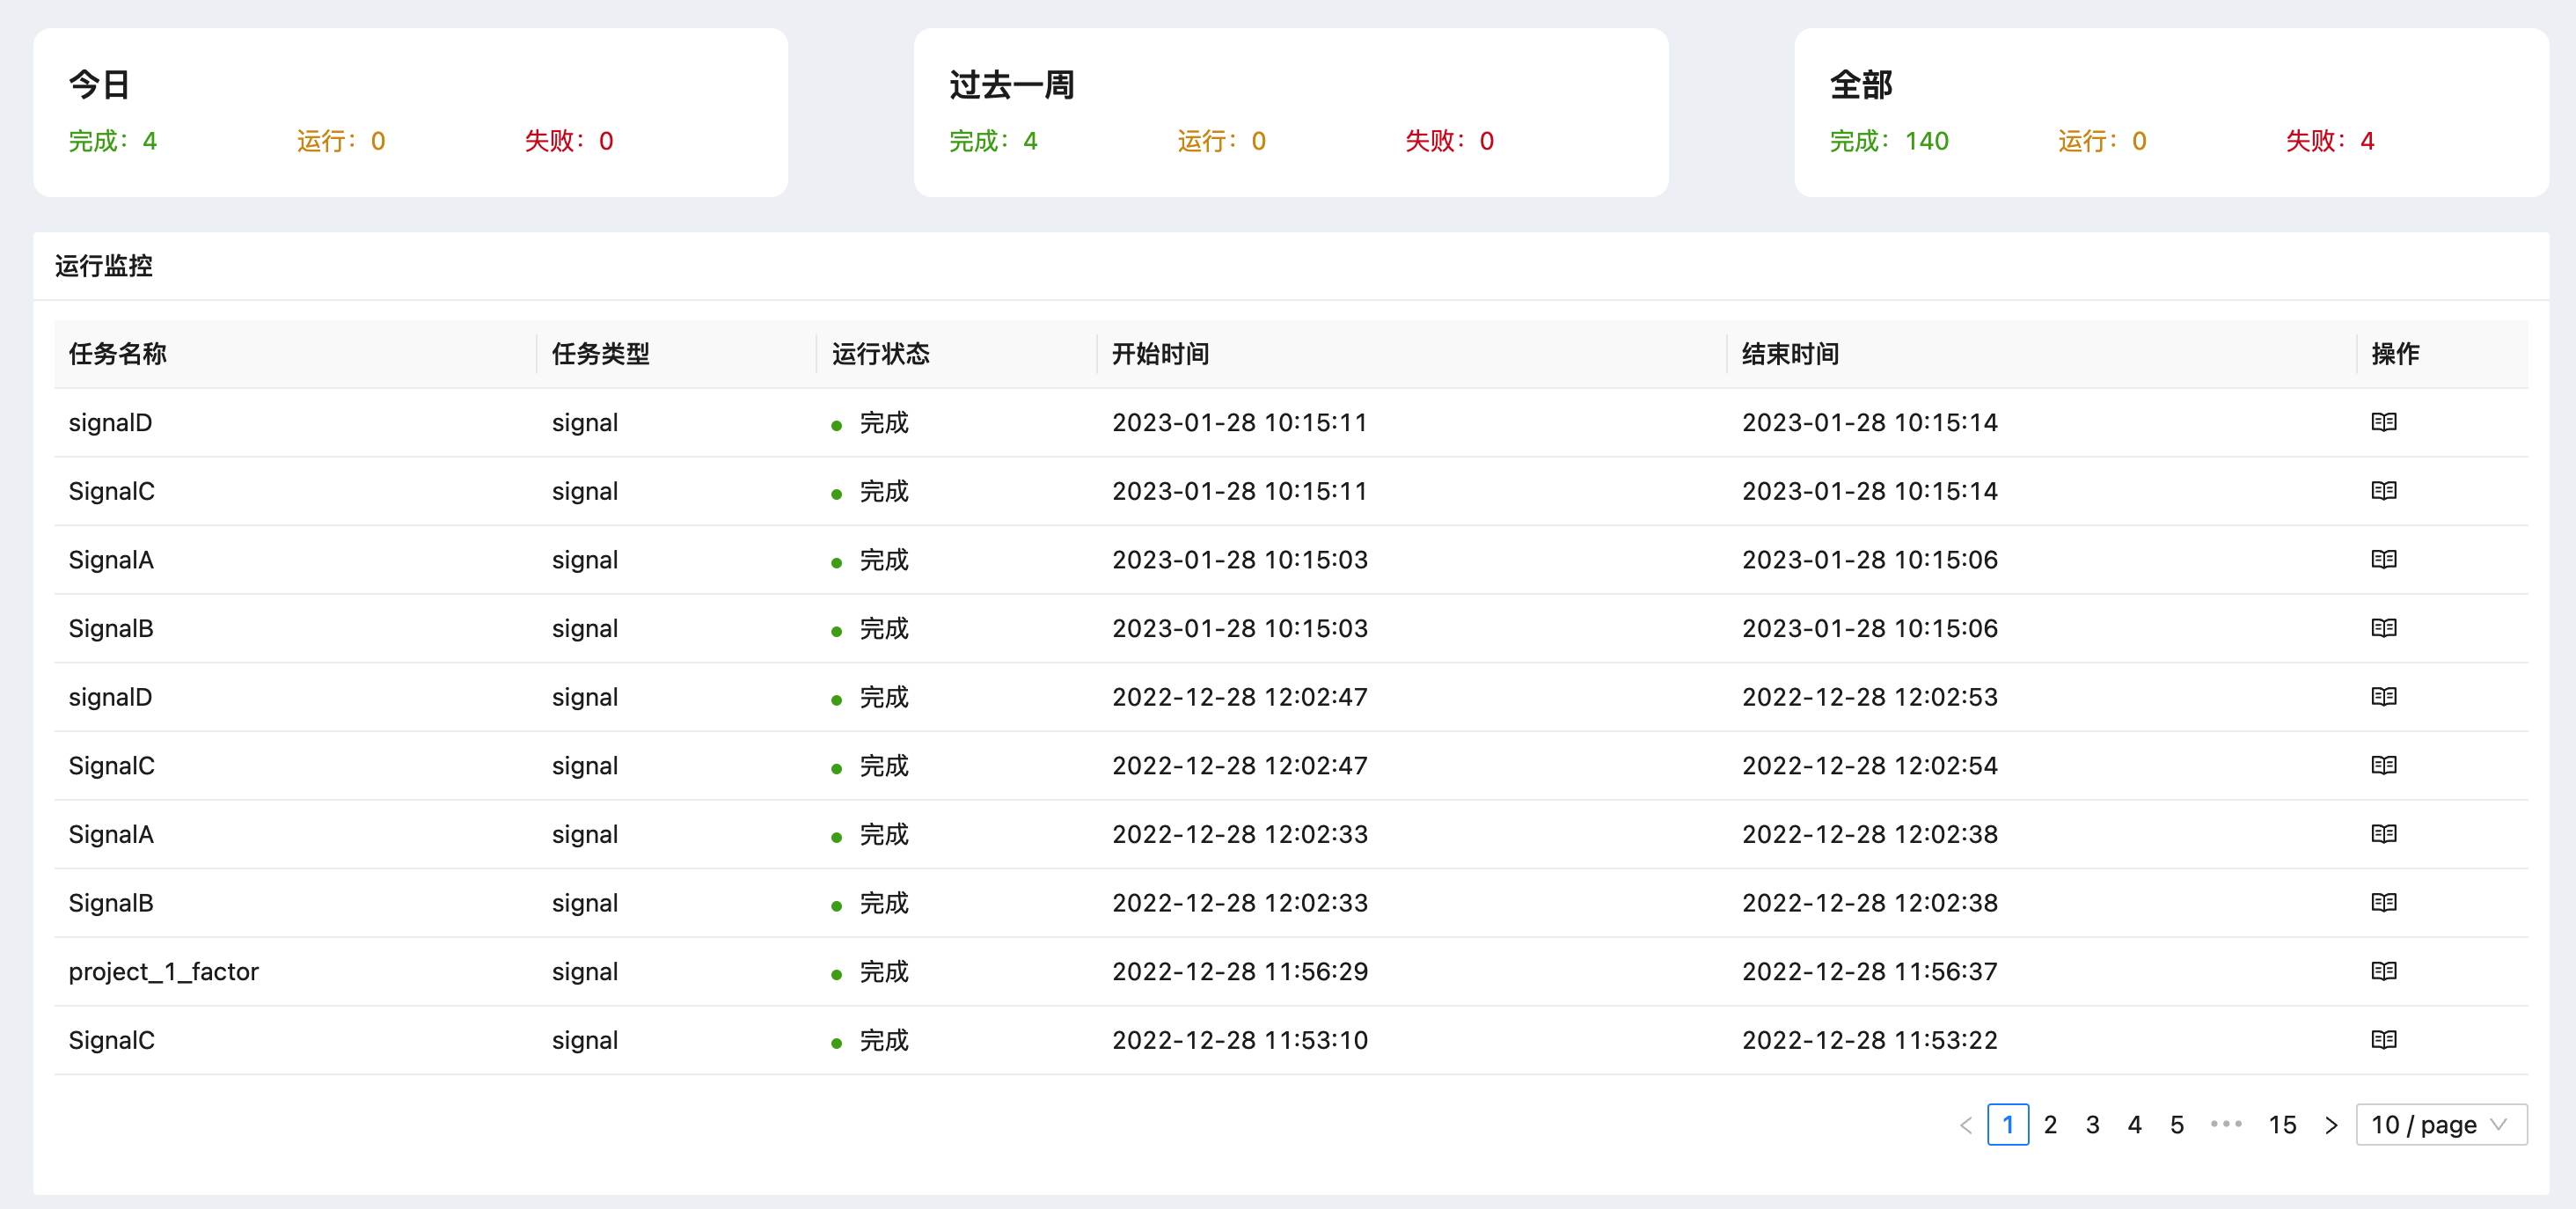 今日 过去一周 全部
完成：4 运行：0 失败：0 完成：4 运行：0 失败：0 完成：140 运行：0 失败：4
运行监控
任务名称 任务类型 运行状态 开始时间 结束时间 操作
signalD signal 完成 2023-01-28 10:15:11 2023-01-28 10:15:14
SignalC signal 完成 2023-01-28 10:15:11 2023-01-28 10:15:14
SignalA signal 完成 2023-01-28 10:15:03 2023-01-28 10:15:06
SignalB signal 完成 2023-01-28 10:15:03 2023-01-28 10:15:06
signalD signal 完成 2022-12-28 12:02:47 2022-12-28 12:02:53
SignalC signal 完成 2022-12-28 12:02:47 2022-12-28 12:02:54
SignalA signal 完成 2022-12-28 12:02:33 2022-12-28 12:02:38
SignalB signal 完成 2022-12-28 12:02:33 2022-12-28 12:02:38
project_1_factor signal 完成 2022-12-28 11:56:29 2022-12-28 11:56:37
SignalC signal 完成 2022-12-28 11:53:10 2022-12-28 11:53:22
< 1 2 3 4 5 ••• 15 > 10 / page